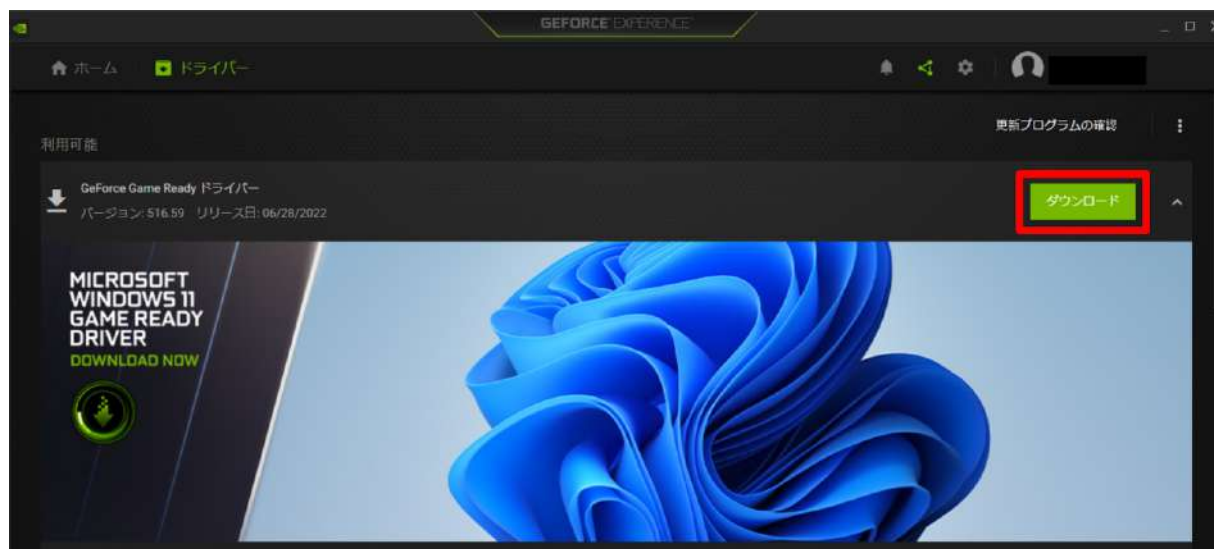 GEFORCE EXPERIENCE
ホーム
ドライバー
更新プログラムの確認
利用可能
GeForce Game Ready ドライバー
バージョン: 516.59 リリース日: 06/28/2022
ダウンロード
MICROSOFT
WINDOWS 11
GAME READY
DRIVER
DOWNLOAD NOW